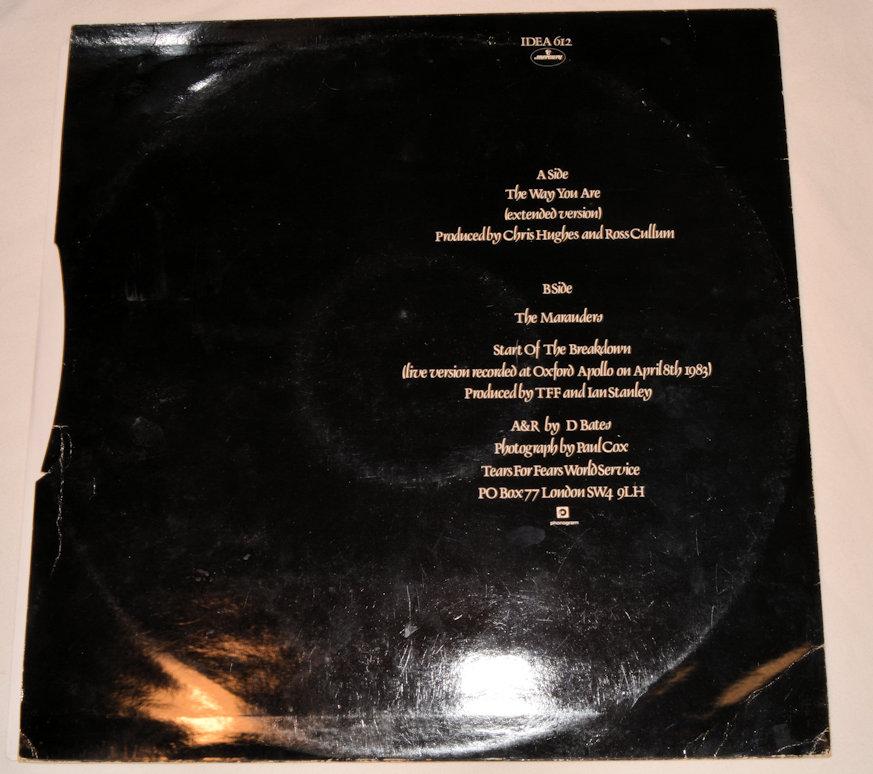 IDEA 612
mercury
A Side
The Way You Are
(extended version)
Produced by Chris Hughes and Ross Cullum
B Side
The Marauders
Start Of The Breakdown
(live version recorded at Oxford Apollo on April 8th 1983)
Produced by TFF and Ian Stanley
A&R by D Bates
Photograph by Paul Cox
Tears For Fears World Service
PO Box 77 London SW4 9LH
phonogram